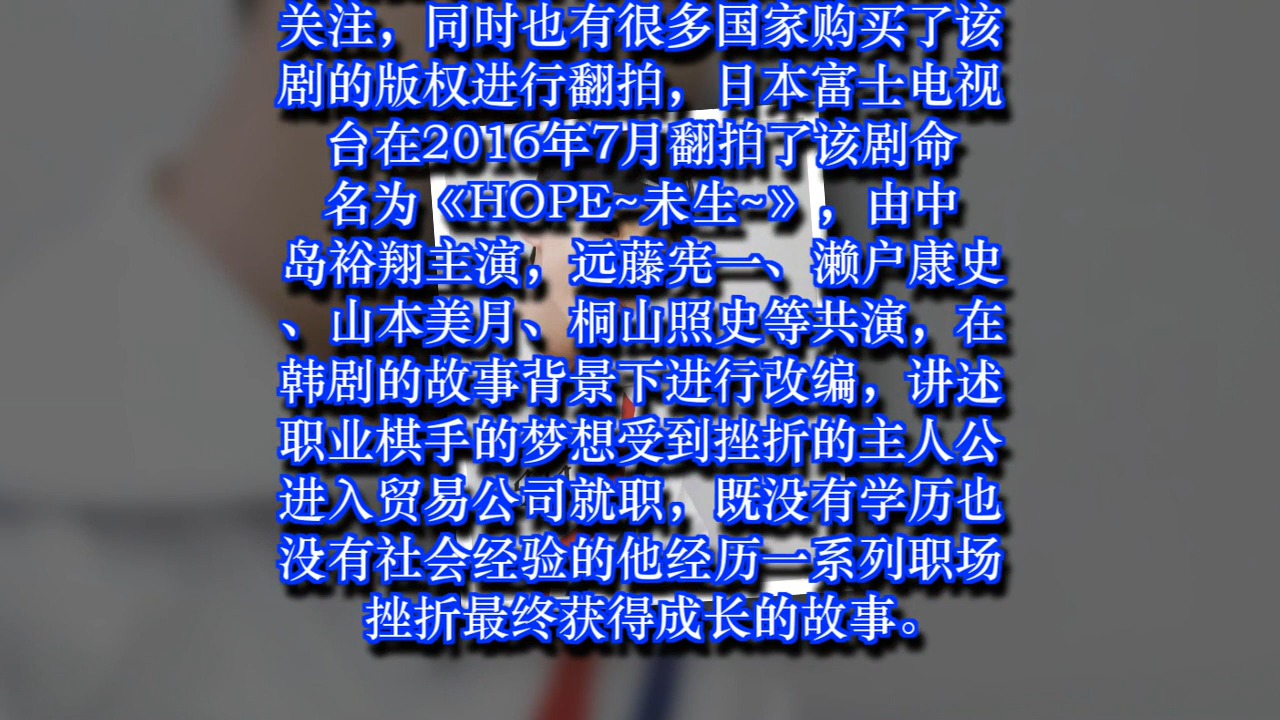 关注，同时也有很多国家购买了该
剧的版权进行翻拍，日本富士电视
台在2016年7月翻拍了该剧命
名为《HOPE~未生~》，由中
岛裕翔主演，远藤宪一、濑户康史
、山本美月、桐山照史等共演，在
韩剧的故事背景下进行改编，讲述
职业棋手的梦想受到挫折的主人公
进入贸易公司就职，既没有学历也
没有社会经验的他经历一系列职场
挫折最终获得成长的故事。